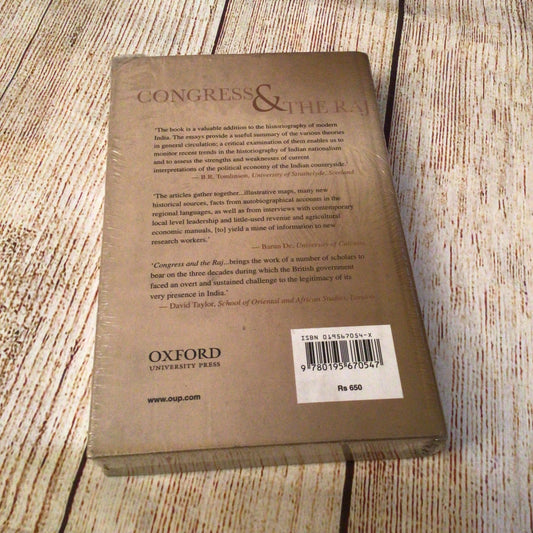 CONGRESS & THE RAJ
'The book is a valuable addition to the historiography of modern
India. The essays provide a useful summary of the various theories
in general circulation; a critical examination of them enables us to
monitor recent trends in the historiography of Indian nationalism
and to assess the strengths and weaknesses of current
interpretations of the political economy of the Indian countryside.'
— B.R. Tomlinson, University of Strathclyde, Scotland
'The articles gather together...illustrative maps, many new
historical sources, facts from autobiographical accounts in the
regional languages, as well as from interviews with contemporary
local level leadership and little-used revenue and agricultural
economic manuals, [to] yield a mine of information to new
research workers.'
— Barun De, University of Calcutta
'Congress and the Raj...brings the work of a number of scholars to
bear on the three decades during which the British government
faced an overt and sustained challenge to the legitimacy of its
very presence in India.'
— David Taylor, School of Oriental and African Studies, London
ISBN 019567054-X
9 780195 670547
Rs 650
OXFORD
UNIVERSITY PRESS
www.oup.com